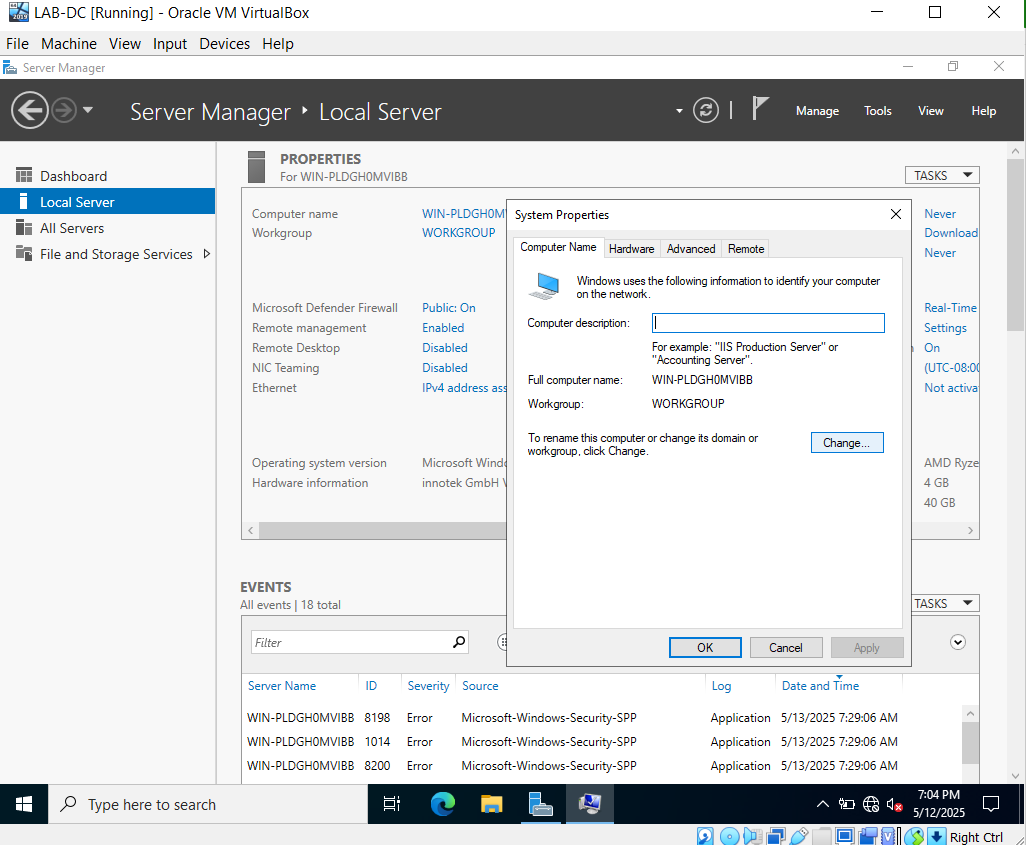 LAB-DC [Running] - Oracle VM VirtualBox
File Machine View Input Devices Help
Server Manager
Server Manager ‣ Local Server
Manage Tools View Help
Dashboard
Local Server
All Servers
File and Storage Services
PROPERTIES
For WIN-PLDGH0MVIBB
TASKS
Computer name WIN-PLDGH0MV
Workgroup WORKGROUP
Microsoft Defender Firewall Public: On
Remote management Enabled
Remote Desktop Disabled
NIC Teaming Disabled
Ethernet IPv4 address ass
Operating system version Microsoft Windo
Hardware information innotek GmbH
Never
Download
Never
Real-Time
Settings
On
(UTC-08:00
Not activa
AMD Ryze
4 GB
40 GB
System Properties
Computer Name Hardware Advanced Remote
Windows uses the following information to identify your computer
on the network.
Computer description:
For example: "IIS Production Server" or
"Accounting Server".
Full computer name: WIN-PLDGH0MVIBB
Workgroup: WORKGROUP
To rename this computer or change its domain or
workgroup, click Change.
Change...
OK Cancel Apply
EVENTS
All events | 18 total
TASKS
Filter
Server Name ID Severity Source Log Date and Time
WIN-PLDGH0MVIBB 8198 Error Microsoft-Windows-Security-SPP Application 5/13/2025 7:29:06 AM
WIN-PLDGH0MVIBB 1014 Error Microsoft-Windows-Security-SPP Application 5/13/2025 7:29:06 AM
WIN-PLDGH0MVIBB 8200 Error Microsoft-Windows-Security-SPP Application 5/13/2025 7:29:06 AM
Type here to search
7:04 PM
5/12/2025
Right Ctrl